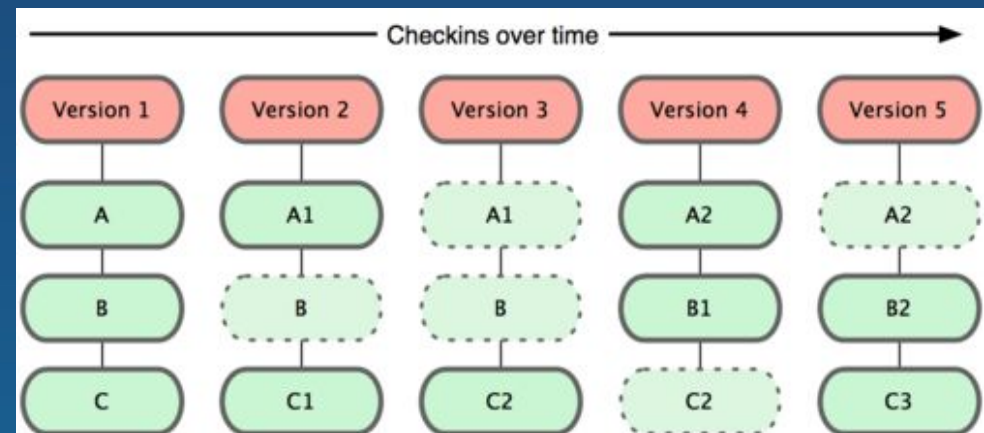 Checkins over time
Version 1 Version 2 Version 3 Version 4 Version 5
A A1 A1 A2 A2
B B B B1 B2
C C1 C2 C2 C3